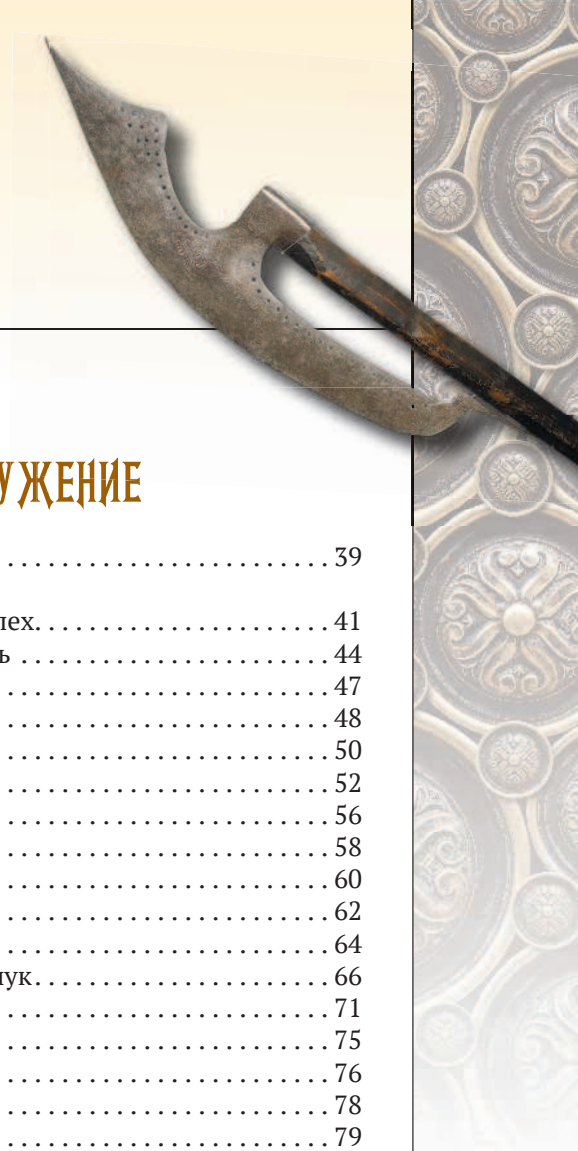 УЖЕНИЕ
. . . . . . . . . . . . . . . . . . . . . . . . 39
лех. . . . . . . . . . . . . . . . . . . . . . 41
ь . . . . . . . . . . . . . . . . . . . . . . . 44
. . . . . . . . . . . . . . . . . . . . . . . . 47
. . . . . . . . . . . . . . . . . . . . . . . . 48
. . . . . . . . . . . . . . . . . . . . . . . . 50
. . . . . . . . . . . . . . . . . . . . . . . . 52
. . . . . . . . . . . . . . . . . . . . . . . . 56
. . . . . . . . . . . . . . . . . . . . . . . . 58
. . . . . . . . . . . . . . . . . . . . . . . . 60
. . . . . . . . . . . . . . . . . . . . . . . . 62
. . . . . . . . . . . . . . . . . . . . . . . . 64
лук. . . . . . . . . . . . . . . . . . . . . . 66
. . . . . . . . . . . . . . . . . . . . . . . . 71
. . . . . . . . . . . . . . . . . . . . . . . . 75
. . . . . . . . . . . . . . . . . . . . . . . . 76
. . . . . . . . . . . . . . . . . . . . . . . . 78
. . . . . . . . . . . . . . . . . . . . . . . . 79